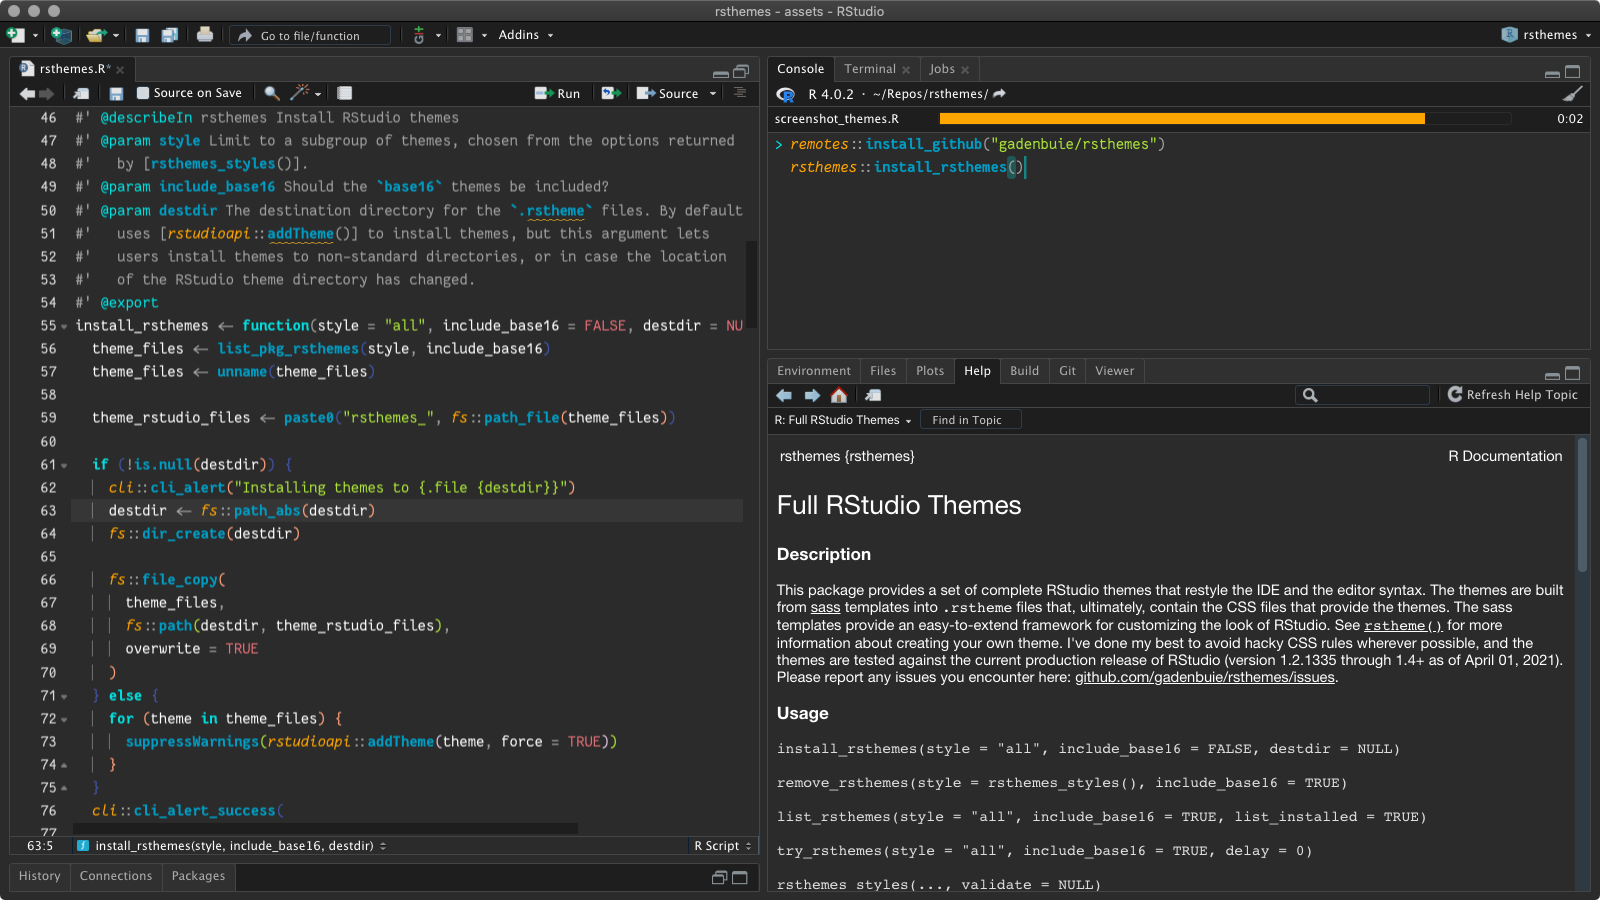 rsthemes - assets - RStudio
Go to file/function
Addins
rsthemes
rsthemes.R*
Source on Save
Run
Source
46 #' @describeIn rsthemes Install RStudio themes
47 #' @param style Limit to a subgroup of themes, chosen from the options returned
48 #'   by [rsthemes_styles()].
49 #' @param include_base16 Should the `base16` themes be included?
50 #' @param destdir The destination directory for the `.rstheme` files. By default
51 #'   uses [rstudioapi::addTheme()] to install themes, but this argument lets
52 #'   users install themes to non-standard directories, or in case the location
53 #'   of the RStudio theme directory has changed.
54 #' @export
55 install_rsthemes <- function(style = "all", include_base16 = FALSE, destdir = NU
56   theme_files <- list_pkg_rsthemes(style, include_base16)
57   theme_files <- unname(theme_files)
58
59   theme_rstudio_files <- paste0("rsthemes_", fs::path_file(theme_files))
60
61   if (!is.null(destdir)) {
62     cli::cli_alert("Installing themes to {.file {destdir}}")
63     destdir <- fs::path_abs(destdir)
64     fs::dir_create(destdir)
65
66     fs::file_copy(
67       theme_files,
68       fs::path(destdir, theme_rstudio_files),
69       overwrite = TRUE
70     )
71   } else {
72     for (theme in theme_files) {
73       suppressWarnings(rstudioapi::addTheme(theme, force = TRUE))
74     }
75   }
76   cli::cli_alert_success(
77
63:5 install_rsthemes(style, include_base16, destdir) R Script
History Connections Packages
Console Terminal Jobs
R 4.0.2 · ~/Repos/rsthemes/
screenshot_themes.R 0:02
> remotes::install_github("gadenbuie/rsthemes")
rsthemes::install_rsthemes()
Environment Files Plots Help Build Git Viewer
Refresh Help Topic
R: Full RStudio Themes Find in Topic
rsthemes {rsthemes} R Documentation
Full RStudio Themes
Description
This package provides a set of complete RStudio themes that restyle the IDE and the editor syntax. The themes are built
from sass templates into .rstheme files that, ultimately, contain the CSS files that provide the themes. The sass
templates provide an easy-to-extend framework for customizing the look of RStudio. See rstheme() for more
information about creating your own theme. I've done my best to avoid hacky CSS rules wherever possible, and the
themes are tested against the current production release of RStudio (version 1.2.1335 through 1.4+ as of April 01, 2021).
Please report any issues you encounter here: github.com/gadenbuie/rsthemes/issues.
Usage
install_rsthemes(style = "all", include_base16 = FALSE, destdir = NULL)
remove_rsthemes(style = rsthemes_styles(), include_base16 = TRUE)
list_rsthemes(style = "all", include_base16 = TRUE, list_installed = TRUE)
try_rsthemes(style = "all", include_base16 = TRUE, delay = 0)
rsthemes_styles(..., validate = NULL)